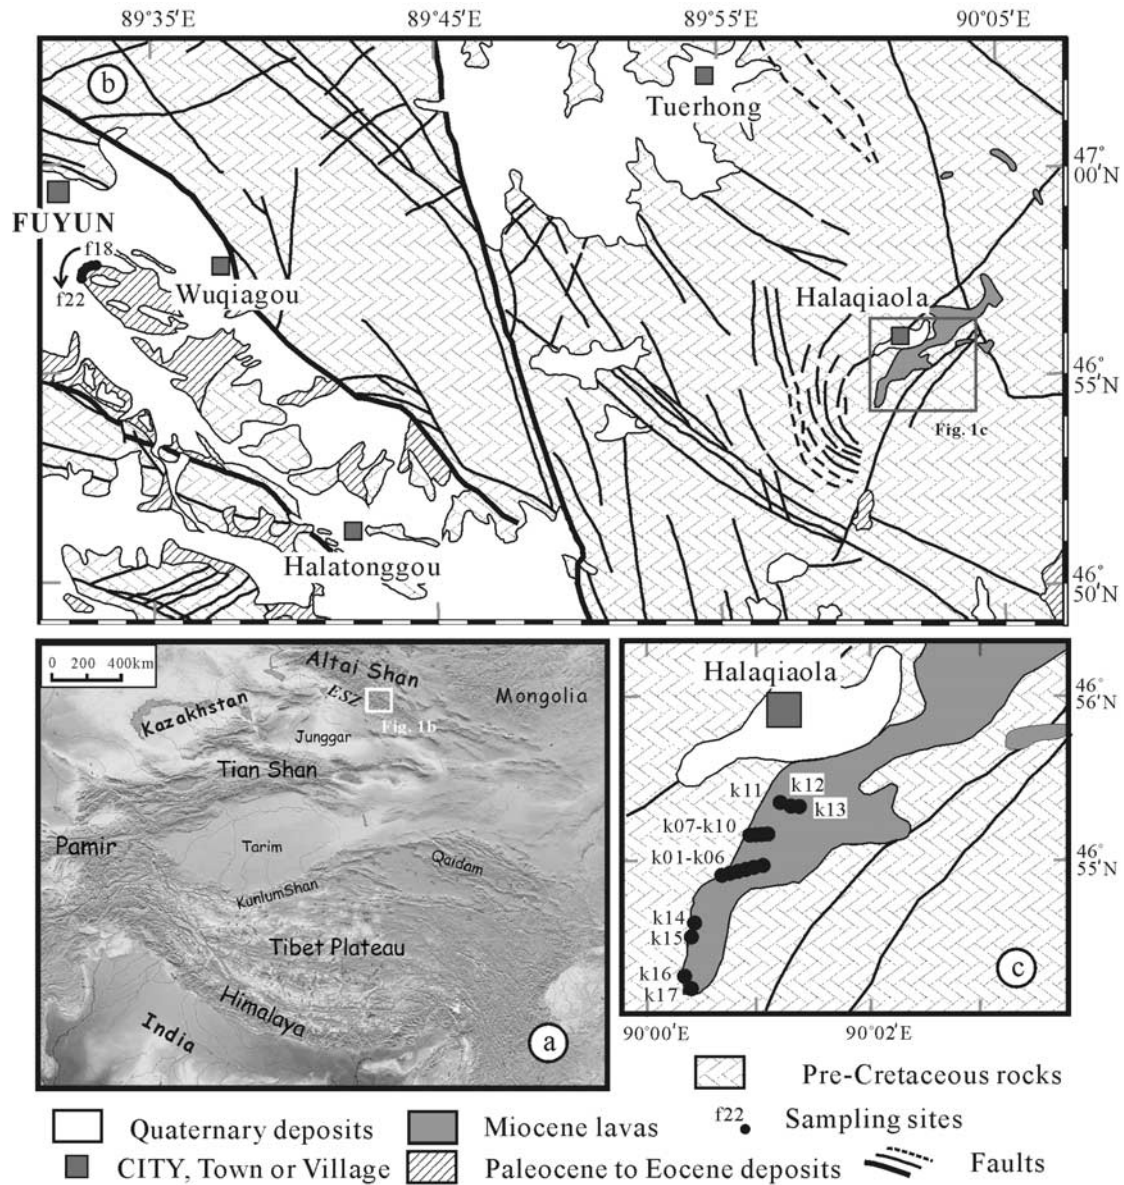 89°35′E 89°45′E 89°55′E 90°05′E
b
Tuerhong
47°
00′N
FUYUN
f18
f22
Wuqiagou
Halaqiaola
46°
55′N
Fig. 1c
Halatonggou
46°
50′N
0 200 400km
Altai Shan
Mongolia
ESZ
Kazakhstan
Fig. 1b
Junggar
Tian Shan
Pamir
Tarim
Qaidam
KunlumShan
Tibet Plateau
Himalaya
India
a
Halaqiaola
46°
56′N
k11
k12
k13
k07-k10
k01-k06
46°
55′N
k14
k15
k16
k17
c
90°00′E 90°02′E
Pre-Cretaceous rocks
Quaternary deposits
Miocene lavas
f22
Sampling sites
CITY, Town or Village
Paleocene to Eocene deposits
Faults